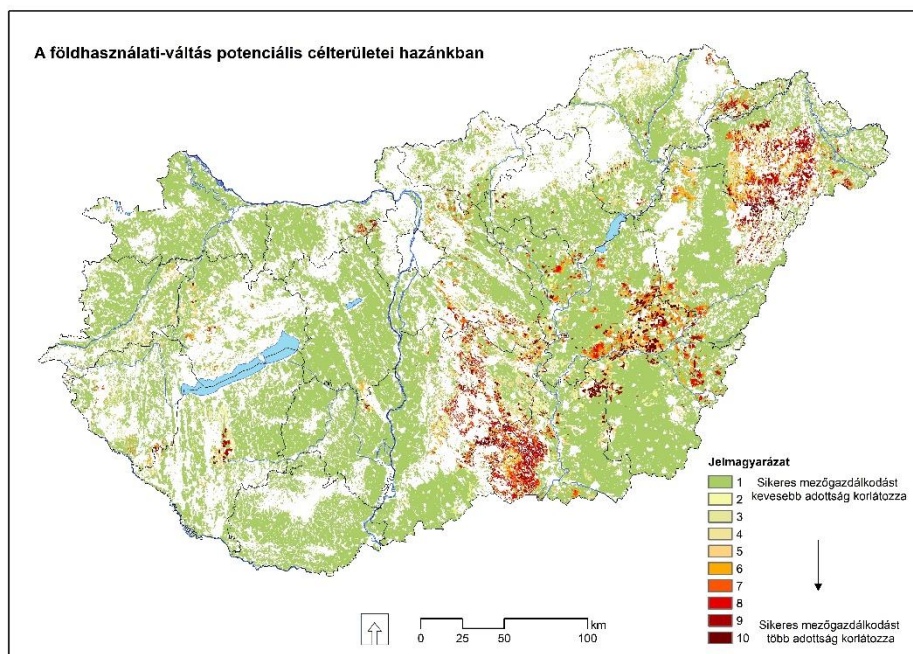 A földhasználati-váltás potenciális célterületei hazánkban
Jelmagyarázat
1 Sikeres mezőgazdálkodást
kevesebb adottság korlátozza
2
3
4
5
6
7
8
9 Sikeres mezőgazdálkodást
10 több adottság korlátozza
km
0 25 50 100